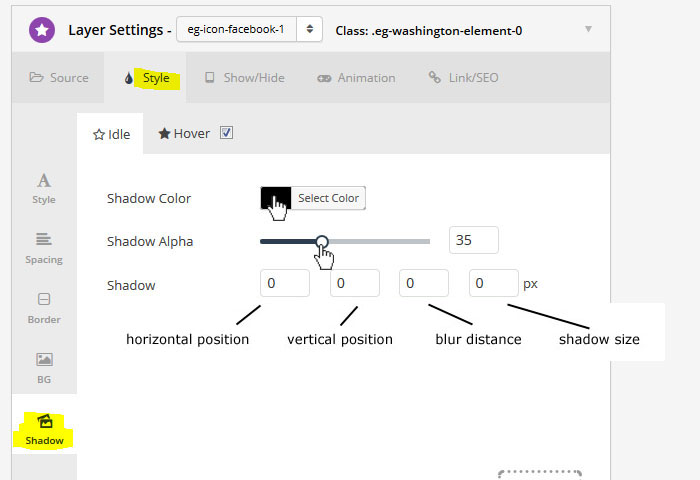 Layer Settings - eg-icon-facebook-1 Class: .eg-washington-element-0
Source Style Show/Hide Animation Link/SEO
Idle Hover
Style
Spacing
Border
BG
Shadow
Shadow Color Select Color
Shadow Alpha 35
Shadow 0 0 0 0 px
horizontal position vertical position blur distance shadow size